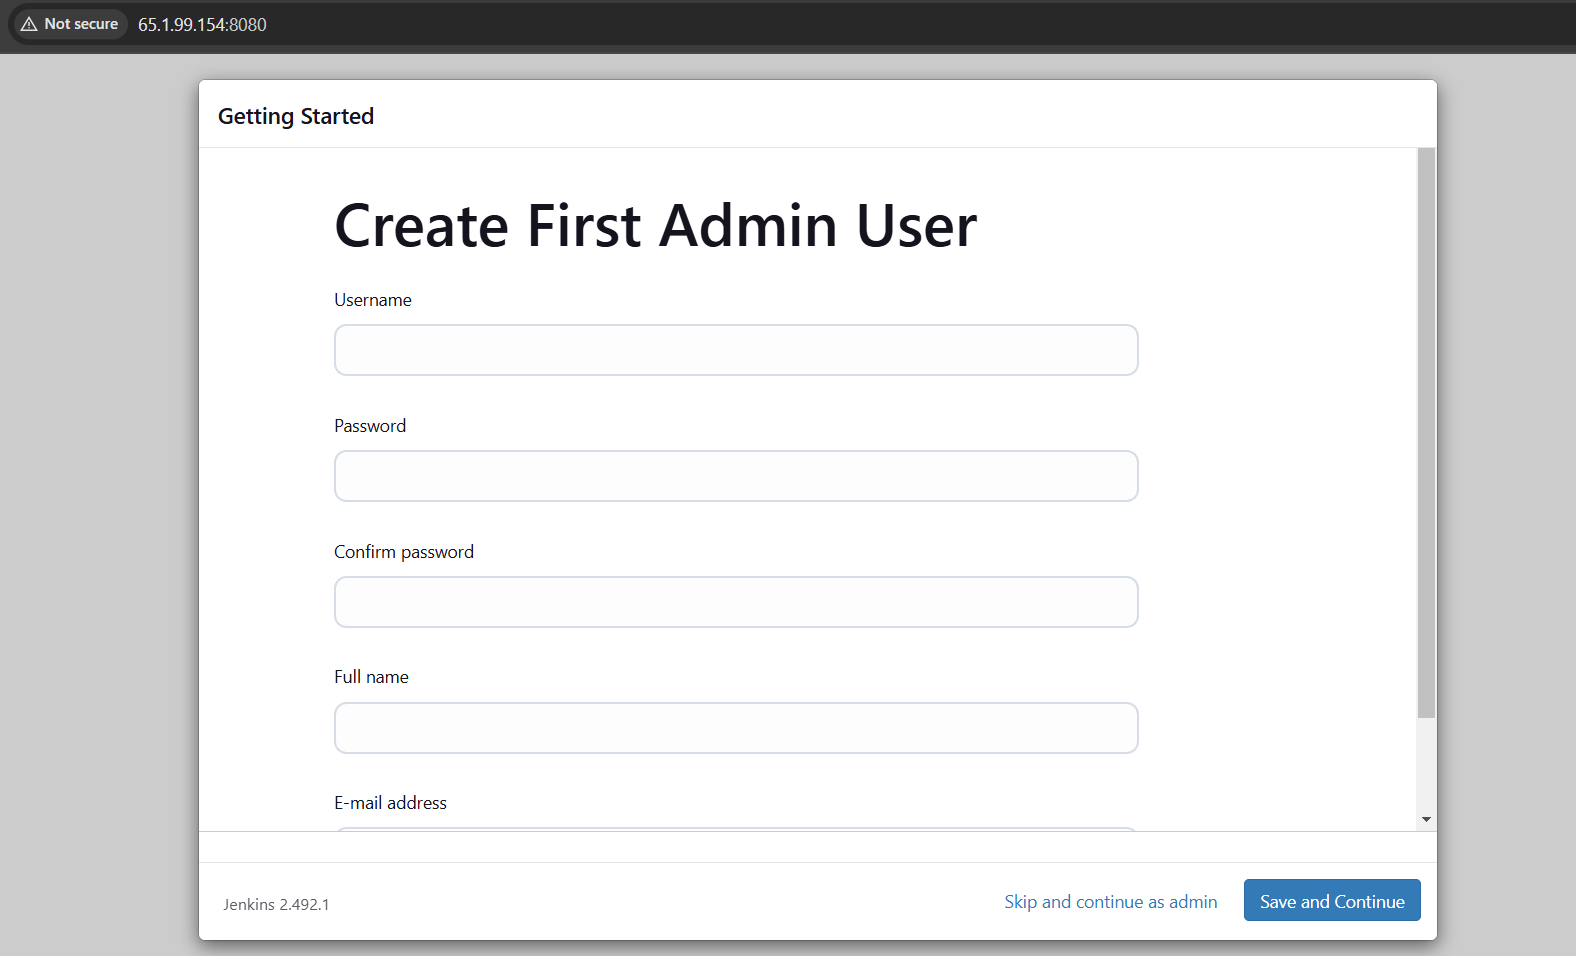 Not secure 65.1.99.154:8080
Getting Started
Create First Admin User
Username
Password
Confirm password
Full name
E-mail address
Jenkins 2.492.1
Skip and continue as admin
Save and Continue